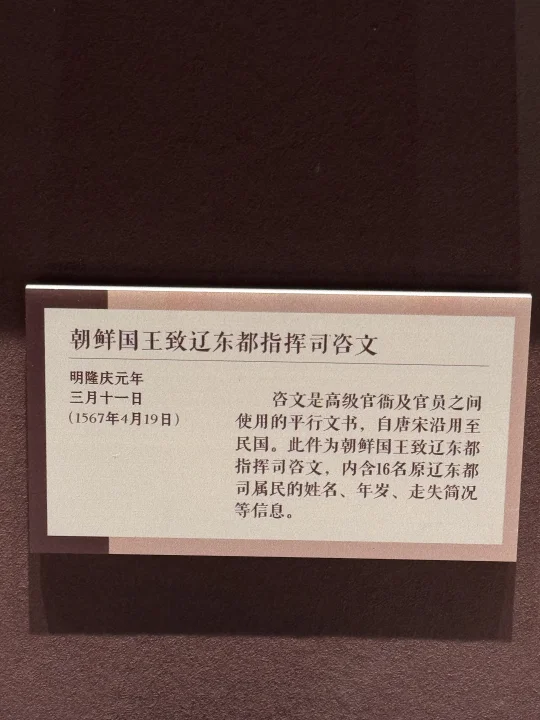 朝鲜国王致辽东都指挥司咨文
明隆庆元年
三月十一日
(1567年4月19日)
咨文是高级官衙及官员之间
使用的平行文书，自唐宋沿用至
民国。此件为朝鲜国王致辽东都
指挥司咨文，内含16名原辽东都
司属民的姓名、年岁、走失简况
等信息。